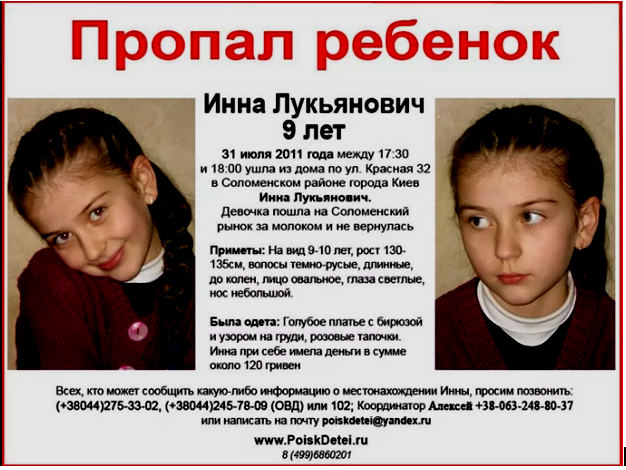 Пропал ребенок
Инна Лукьянович
9 лет
31 июля 2011 года между 17:30
и 18:00 ушла из дома по ул. Красная 32
в Соломенском районе города Киев
Инна Лукьянович.
Девочка пошла на Соломенский
рынок за молоком и не вернулась
Приметы: На вид 9-10 лет, рост 130-
135см, волосы темно-русые, длинные,
до колен, лицо овальное, глаза светлые,
нос небольшой.
Была одета: Голубое платье с бирюзой
и узором на груди, розовые тапочки.
Инна при себе имела деньги в сумме
около 120 гривен
Всех, кто может сообщить какую-либо информацию о местонахождении Инны, просим позвонить:
(+38044)275-33-02, (+38044)245-78-09 (ОВД) или 102; Координатор Алексей +38-063-248-80-37
или написать на почту poiskdetei@yandex.ru
www.PoiskDetei.ru
8 (499)6860201